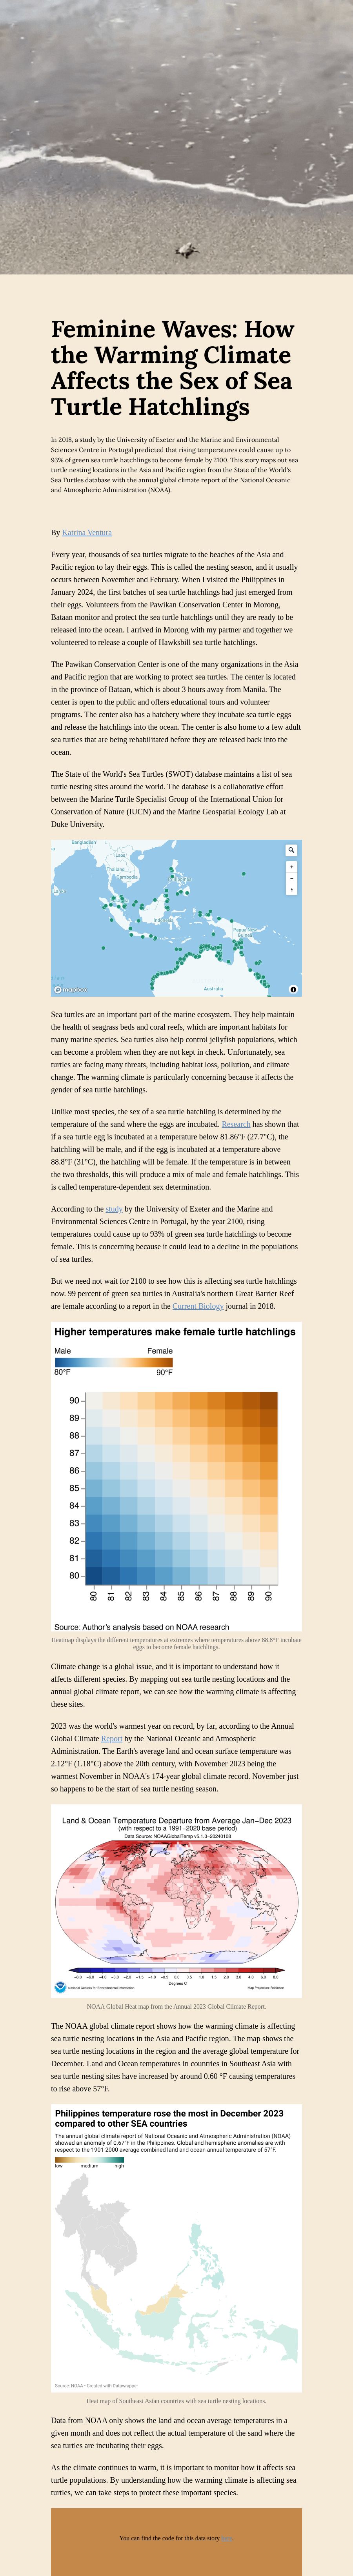 Feminine Waves: How
the Warming Climate
Affects the Sex of Sea
Turtle Hatchlings
In 2018, a study by the University of Exeter and the Marine and Environmental
Sciences Centre in Portugal predicted that rising temperatures could cause up to
93% of green sea turtle hatchlings to become female by 2100. This story maps out sea
turtle nesting locations in the Asia and Pacific region from the State of the World's
Sea Turtles database with the annual global climate report of the National Oceanic
and Atmospheric Administration (NOAA).
By Katrina Ventura
Every year, thousands of sea turtles migrate to the beaches of the Asia and
Pacific region to lay their eggs. This is called the nesting season, and it usually
occurs between November and February. When I visited the Philippines in
January 2024, the first batches of sea turtle hatchlings had just emerged from
their eggs. Volunteers from the Pawikan Conservation Center in Morong,
Bataan monitor and protect the sea turtle hatchlings until they are ready to be
released into the ocean. I arrived in Morong with my partner and together we
volunteered to release a couple of Hawksbill sea turtle hatchlings.
The Pawikan Conservation Center is one of the many organizations in the Asia
and Pacific region that are working to protect sea turtles. The center is located
in the province of Bataan, which is about 3 hours away from Manila. The
center is open to the public and offers educational tours and volunteer
programs. The center also has a hatchery where they incubate sea turtle eggs
and release the hatchlings into the ocean. The center is also home to a few adult
sea turtles that are being rehabilitated before they are released back into the
ocean.
The State of the World's Sea Turtles (SWOT) database maintains a list of sea
turtle nesting sites around the world. The database is a collaborative effort
between the Marine Turtle Specialist Group of the International Union for
Conservation of Nature (IUCN) and the Marine Geospatial Ecology Lab at
Duke University.
Bangladesh
Laos
Thailand
Cambodia
Papua New
Australia
mapbox
Sea turtles are an important part of the marine ecosystem. They help maintain
the health of seagrass beds and coral reefs, which are important habitats for
many marine species. Sea turtles also help control jellyfish populations, which
can become a problem when they are not kept in check. Unfortunately, sea
turtles are facing many threats, including habitat loss, pollution, and climate
change. The warming climate is particularly concerning because it affects the
gender of sea turtle hatchlings.
Unlike most species, the sex of a sea turtle hatchling is determined by the
temperature of the sand where the eggs are incubated. Research has shown that
if a sea turtle egg is incubated at a temperature below 81.86°F (27.7°C), the
hatchling will be male, and if the egg is incubated at a temperature above
88.8°F (31°C), the hatchling will be female. If the temperature is in between
the two thresholds, this will produce a mix of male and female hatchlings. This
is called temperature-dependent sex determination.
According to the study by the University of Exeter and the Marine and
Environmental Sciences Centre in Portugal, by the year 2100, rising
temperatures could cause up to 93% of green sea turtle hatchlings to become
female. This is concerning because it could lead to a decline in the populations
of sea turtles.
But we need not wait for 2100 to see how this is affecting sea turtle hatchlings
now. 99 percent of green sea turtles in Australia's northern Great Barrier Reef
are female according to a report in the Current Biology journal in 2018.
Higher temperatures make female turtle hatchlings
Male Female
80°F 90°F
90
89
88
87
86
85
84
83
82
81
80
80 81 82 83 84 85 86 87 88 89 90
Source: Author's analysis based on NOAA research
Heatmap displays the different temperatures at extremes where temperatures above 88.8°F incubate
eggs to become female hatchlings.
Climate change is a global issue, and it is important to understand how it
affects different species. By mapping out sea turtle nesting locations and the
annual global climate report, we can see how the warming climate is affecting
these sites.
2023 was the world's warmest year on record, by far, according to the Annual
Global Climate Report by the National Oceanic and Atmospheric
Administration. The Earth's average land and ocean surface temperature was
2.12°F (1.18°C) above the 20th century, with November 2023 being the
warmest November in NOAA's 174-year global climate record. November just
so happens to be the start of sea turtle nesting season.
Land & Ocean Temperature Departure from Average Jan–Dec 2023
(with respect to a 1991–2020 base period)
Data Source: NOAAGlobalTemp v5.1.0–20240108
-5.0 -4.0 -3.0 -2.0 -1.0 0.0 1.0 2.0 3.0 4.0 5.0
Degrees C
National Centers for Environmental Information
Map Projection: Robinson
NOAA Global Heat map from the Annual 2023 Global Climate Report.
The NOAA global climate report shows how the warming climate is affecting
sea turtle nesting locations in the Asia and Pacific region. The map shows the
sea turtle nesting locations in the region and the average global temperature for
December. Land and Ocean temperatures in countries in Southeast Asia with
sea turtle nesting sites have increased by around 0.60 °F causing temperatures
to rise above 57°F.
Philippines temperature rose the most in December 2023
compared to other SEA countries
The annual global climate report of National Oceanic and Atmospheric Administration (NOAA)
showed an anomaly of 0.67°F in the Philippines. Global and hemispheric anomalies are with
respect to the 1901-2000 average combined land and ocean annual temperature of 57°F.
low medium high
Source: NOAA • Created with Datawrapper
Heat map of Southeast Asian countries with sea turtle nesting locations.
Data from NOAA only shows the land and ocean average temperatures in a
given month and does not reflect the actual temperature of the sand where the
sea turtles are incubating their eggs.
As the climate continues to warm, it is important to monitor how it affects sea
turtle populations. By understanding how the warming climate is affecting sea
turtles, we can take steps to protect these important species.
You can find the code for this data story here.